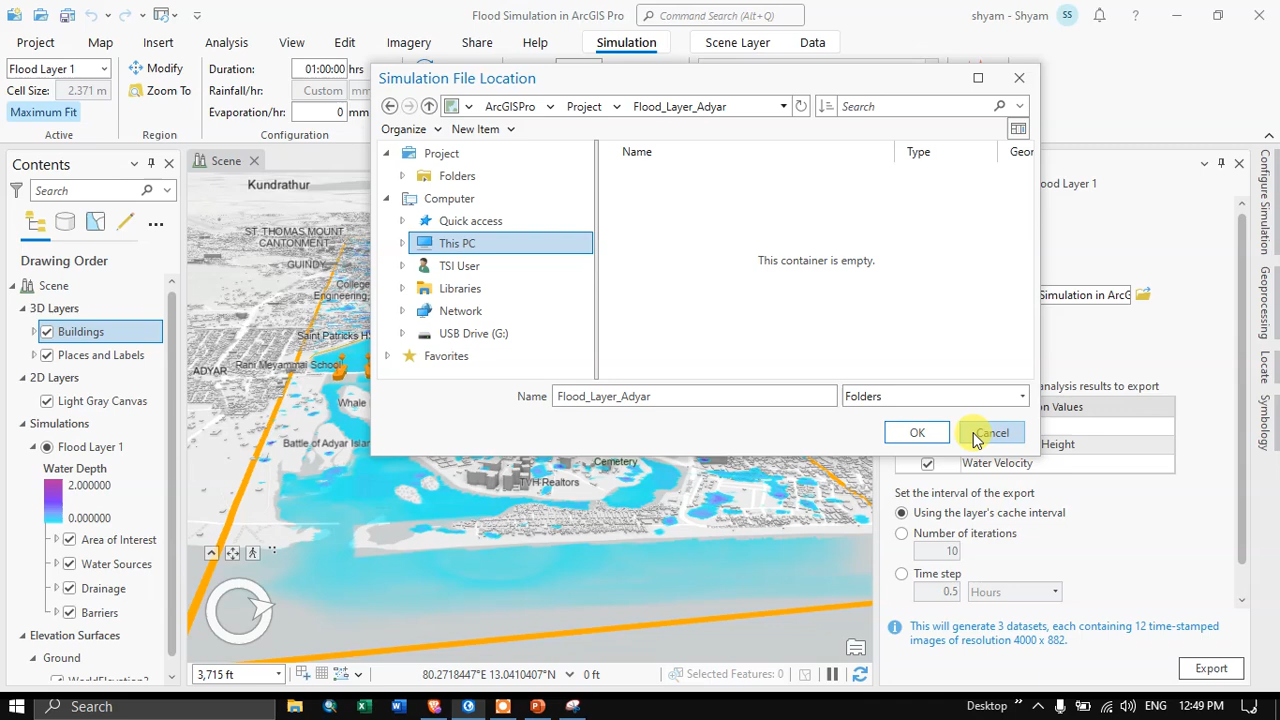 Flood Simulation in ArcGIS Pro
Command Search (Alt+Q)
shyam - Shyam
SS
?
Project
Map
Insert
Analysis
View
Edit
Imagery
Share
Help
Simulation
Scene Layer
Data
Flood Layer 1
Cell Size:
2.371 m
Maximum Fit
Active
Modify
Zoom To
Region
Duration:
01:00:00
hrs
Rainfall/hr:
Custom
mm
Evaporation/hr:
0
mm
Configuration
Simulation File Location
ArcGISPro
Project
Flood_Layer_Adyar
Search
Organize
New Item
Project
Folders
Computer
Quick access
This PC
TSI User
Libraries
Network
USB Drive (G:)
Favorites
Name
Type
Geor
This container is empty.
Name
Flood_Layer_Adyar
Folders
OK
Cancel
Contents
Search
Drawing Order
Scene
3D Layers
Buildings
Places and Labels
2D Layers
Light Gray Canvas
Simulations
Flood Layer 1
Water Depth
2.000000
0.000000
Area of Interest
Water Sources
Drainage
Barriers
Elevation Surfaces
Ground
WorldElevation3
Scene
Kundrathur
ST. THOMAS MOUNT
CANTONMENT
GUINDY
College
Engineering,
Saint Patricks H
Rani Meyammai School
ADYAR
Whale
Battle of Adyar Islan
Cemetery
TVH Realtors
3,715 ft
80.2718447°E 13.0410407°N
0 ft
Selected Features: 0
ood Layer 1
Simulation in ArcG
analysis results to export
on Values
Height
Water Velocity
Set the interval of the export
Using the layer's cache interval
Number of iterations
10
Time step
0.5
Hours
This will generate 3 datasets, each containing 12 time-stamped
images of resolution 4000 x 882.
Export
Configure Simulation
Geoprocessing
Locate
Symbology
Search
Desktop
ENG
12:49 PM